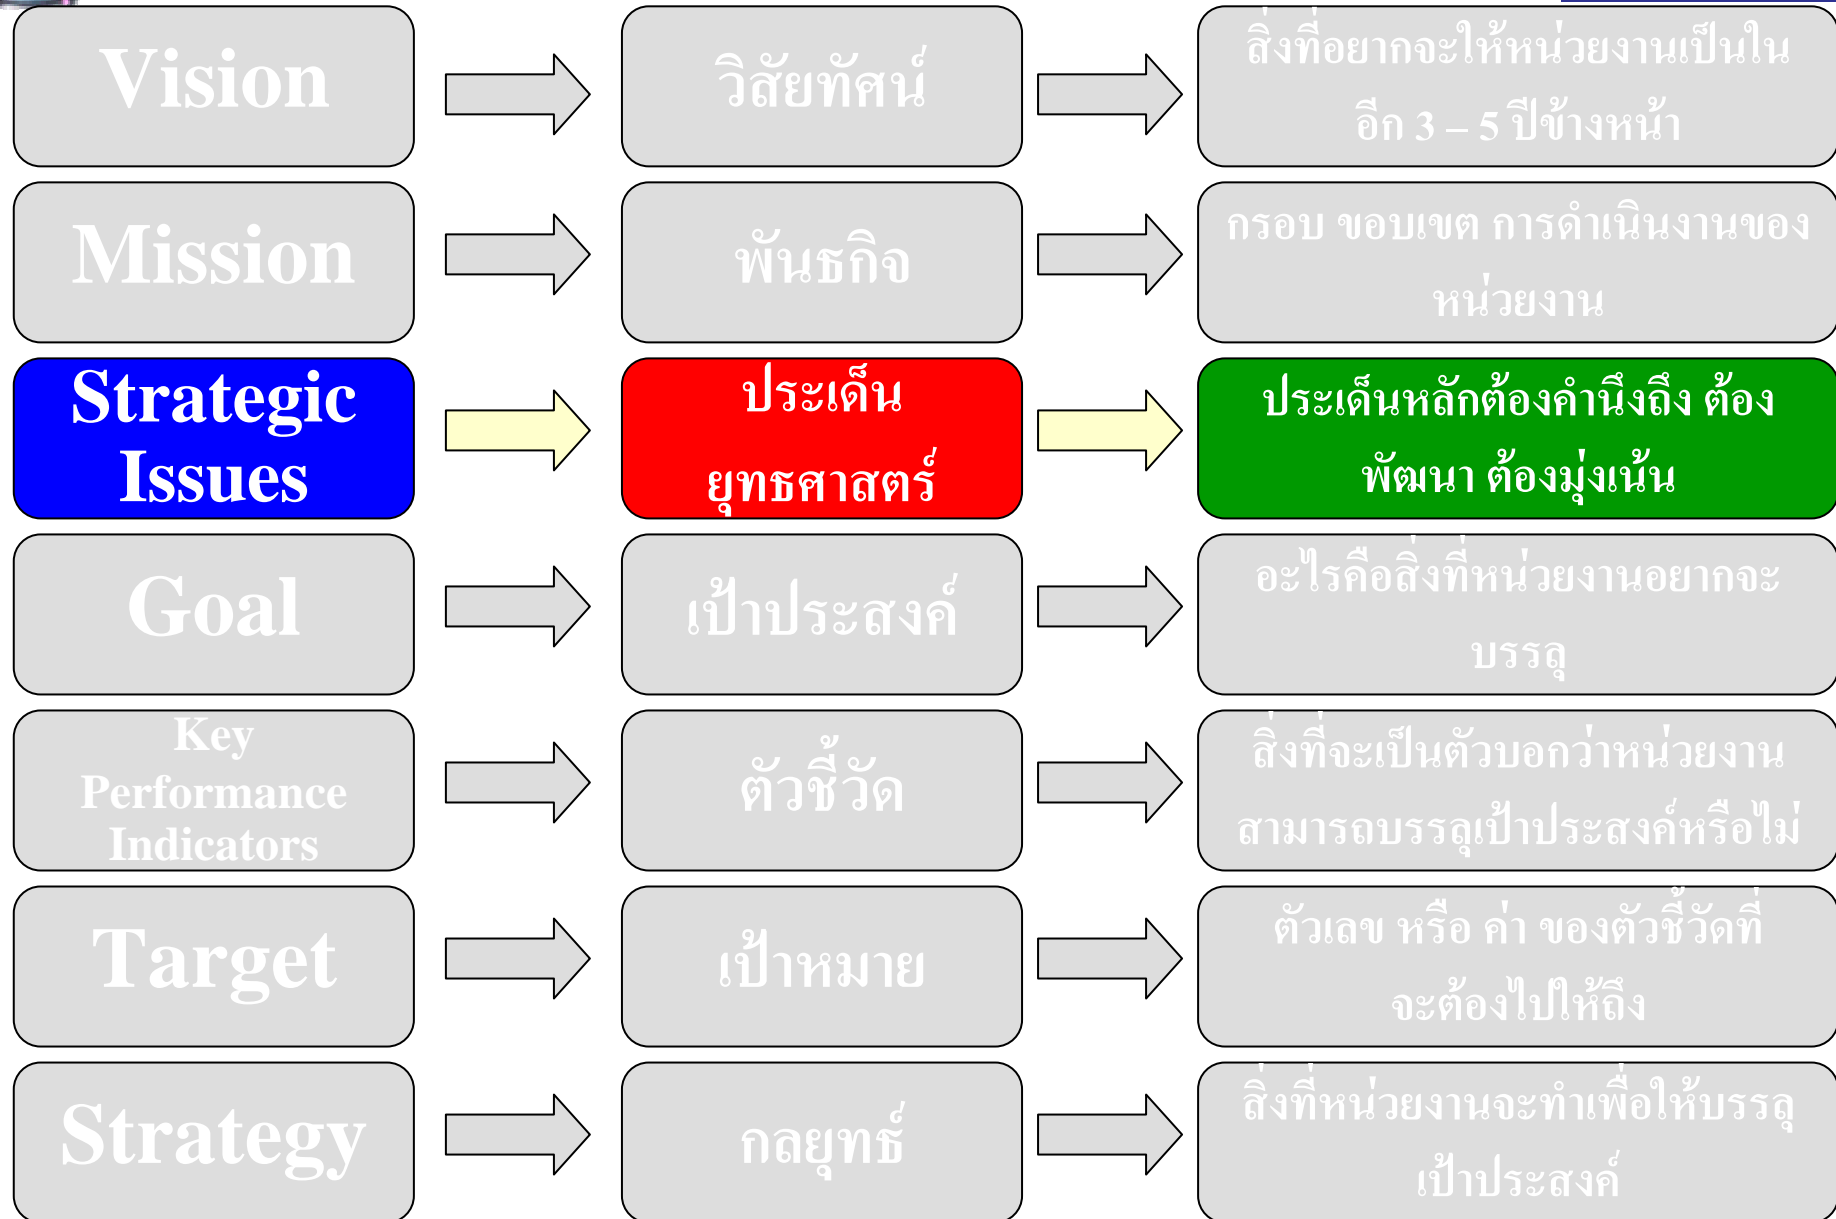 Vision
วิสัยทัศน์
สิ่งที่อยากจะให้หน่วยงานเป็นใน
อีก 3 – 5 ปีข้างหน้า
Mission
พันธกิจ
กรอบ ขอบเขต การดำเนินงานของ
หน่วยงาน
Strategic
Issues
ประเด็น
ยุทธศาสตร์
ประเด็นหลักต้องคำนึงถึง ต้อง
พัฒนา ต้องมุ่งเน้น
Goal
เป้าประสงค์
อะไรคือสิ่งที่หน่วยงานอยากจะ
บรรลุ
Key
Performance
Indicators
ตัวชี้วัด
สิ่งที่จะเป็นตัวบอกว่าหน่วยงาน
สามารถบรรลุเป้าประสงค์หรือไม่
Target
เป้าหมาย
ตัวเลข หรือ ค่า ของตัวชี้วัดที่
จะต้องไปให้ถึง
Strategy
กลยุทธ์
สิ่งที่หน่วยงานจะทำเพื่อให้บรรลุ
เป้าประสงค์